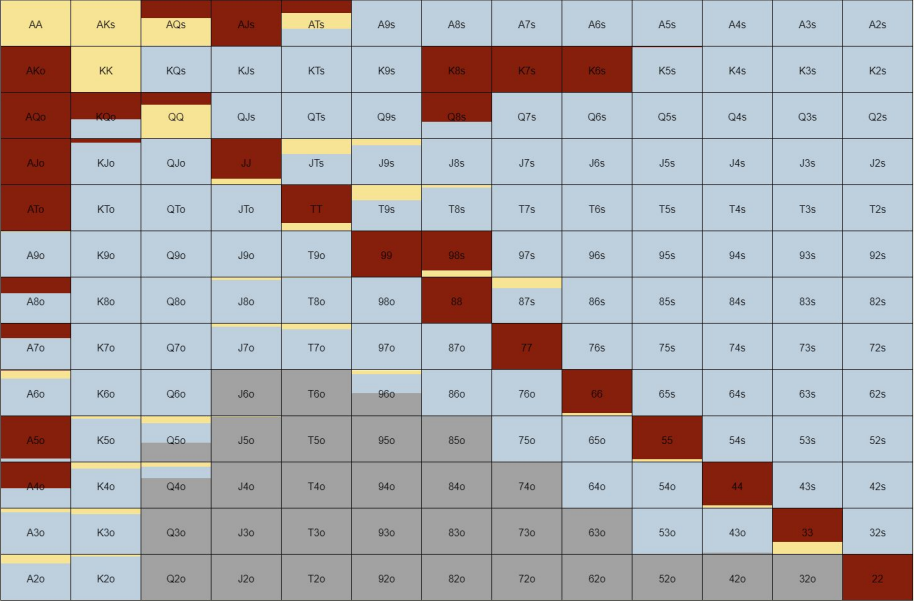 AA AKs AQs AJs ATs A9s A8s A7s A6s A5s A4s A3s A2s
AKo KK KQs KJs KTs K9s K8s K7s K6s K5s K4s K3s K2s
AQo KQo QQ QJs QTs Q9s Q8s Q7s Q6s Q5s Q4s Q3s Q2s
AJo KJo QJo JJ JTs J9s J8s J7s J6s J5s J4s J3s J2s
ATo KTo QTo JTo TT T9s T8s T7s T6s T5s T4s T3s T2s
A9o K9o Q9o J9o T9o 99 98s 97s 96s 95s 94s 93s 92s
A8o K8o Q8o J8o T8o 98o 88 87s 86s 85s 84s 83s 82s
A7o K7o Q7o J7o T7o 97o 87o 77 76s 75s 74s 73s 72s
A6o K6o Q6o J6o T6o 96o 86o 76o 66 65s 64s 63s 62s
A5o K5o Q5o J5o T5o 95o 85o 75o 65o 55 54s 53s 52s
A4o K4o Q4o J4o T4o 94o 84o 74o 64o 54o 44 43s 42s
A3o K3o Q3o J3o T3o 93o 83o 73o 63o 53o 43o 33 32s
A2o K2o Q2o J2o T2o 92o 82o 72o 62o 52o 42o 32o 22